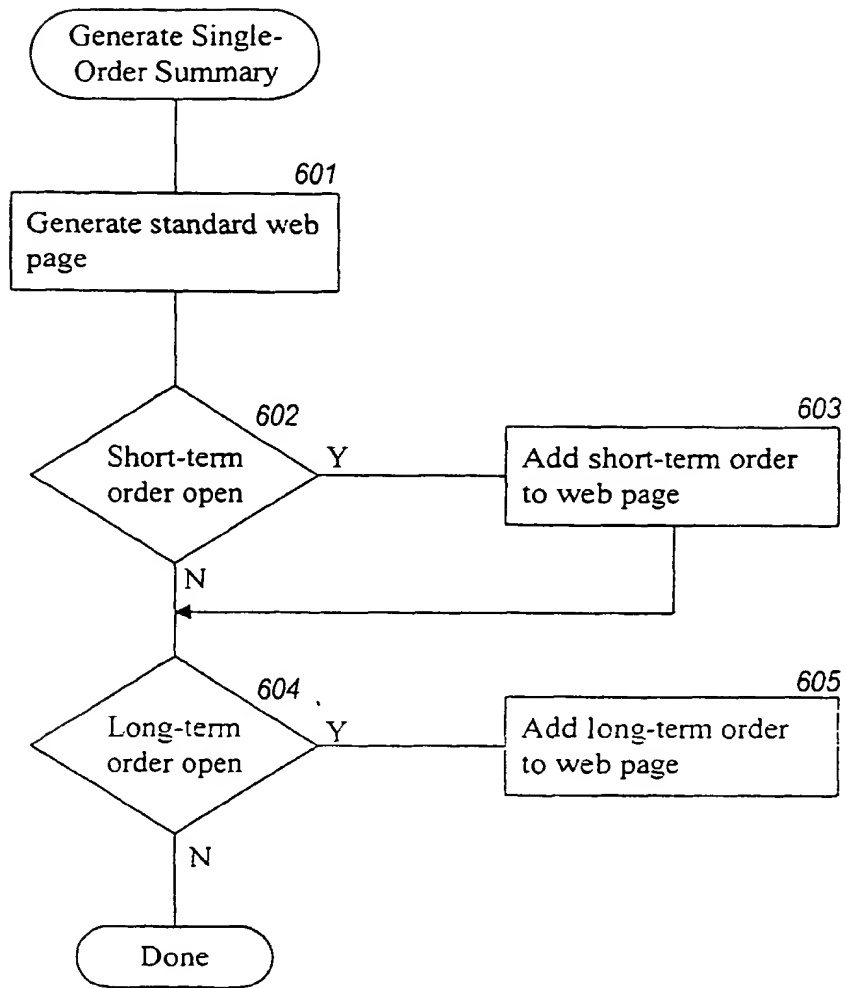 Generate Single-
Order Summary
601
Generate standard web
page
602
Short-term
order open
Y
N
603
Add short-term order
to web page
604
Long-term
order open
Y
N
605
Add long-term order
to web page
Done